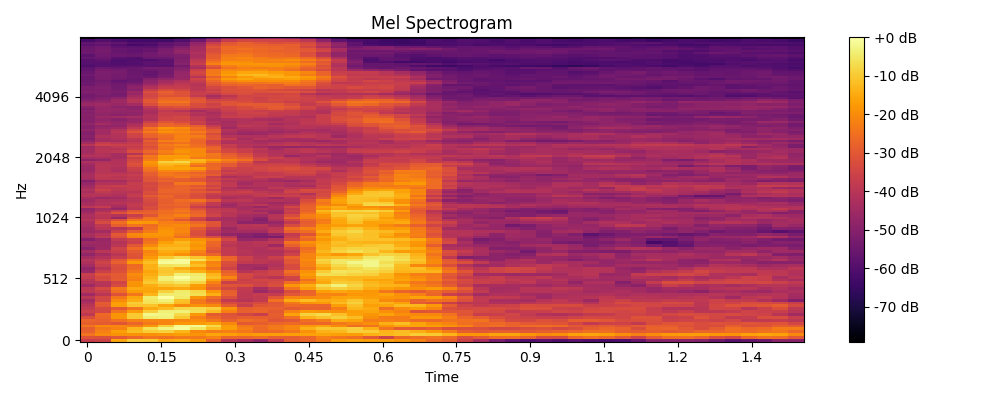 Mel Spectrogram
+0 dB
-10 dB
-20 dB
-30 dB
-40 dB
-50 dB
-60 dB
-70 dB
Hz
4096
2048
1024
512
0
0 0.15 0.3 0.45 0.6 0.75 0.9 1.1 1.2 1.4
Time